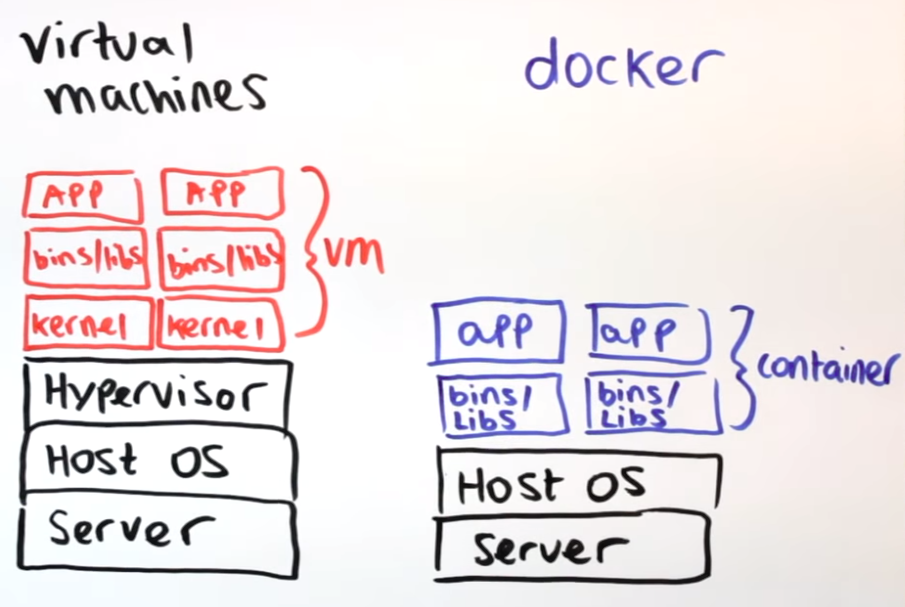 Virtual
machines
APP APP
bins/libs bins/libs
kernel kernel
vm
Hypervisor
Host OS
Server
docker
app app
bins/ bins/
Libs Libs
container
Host OS
Server